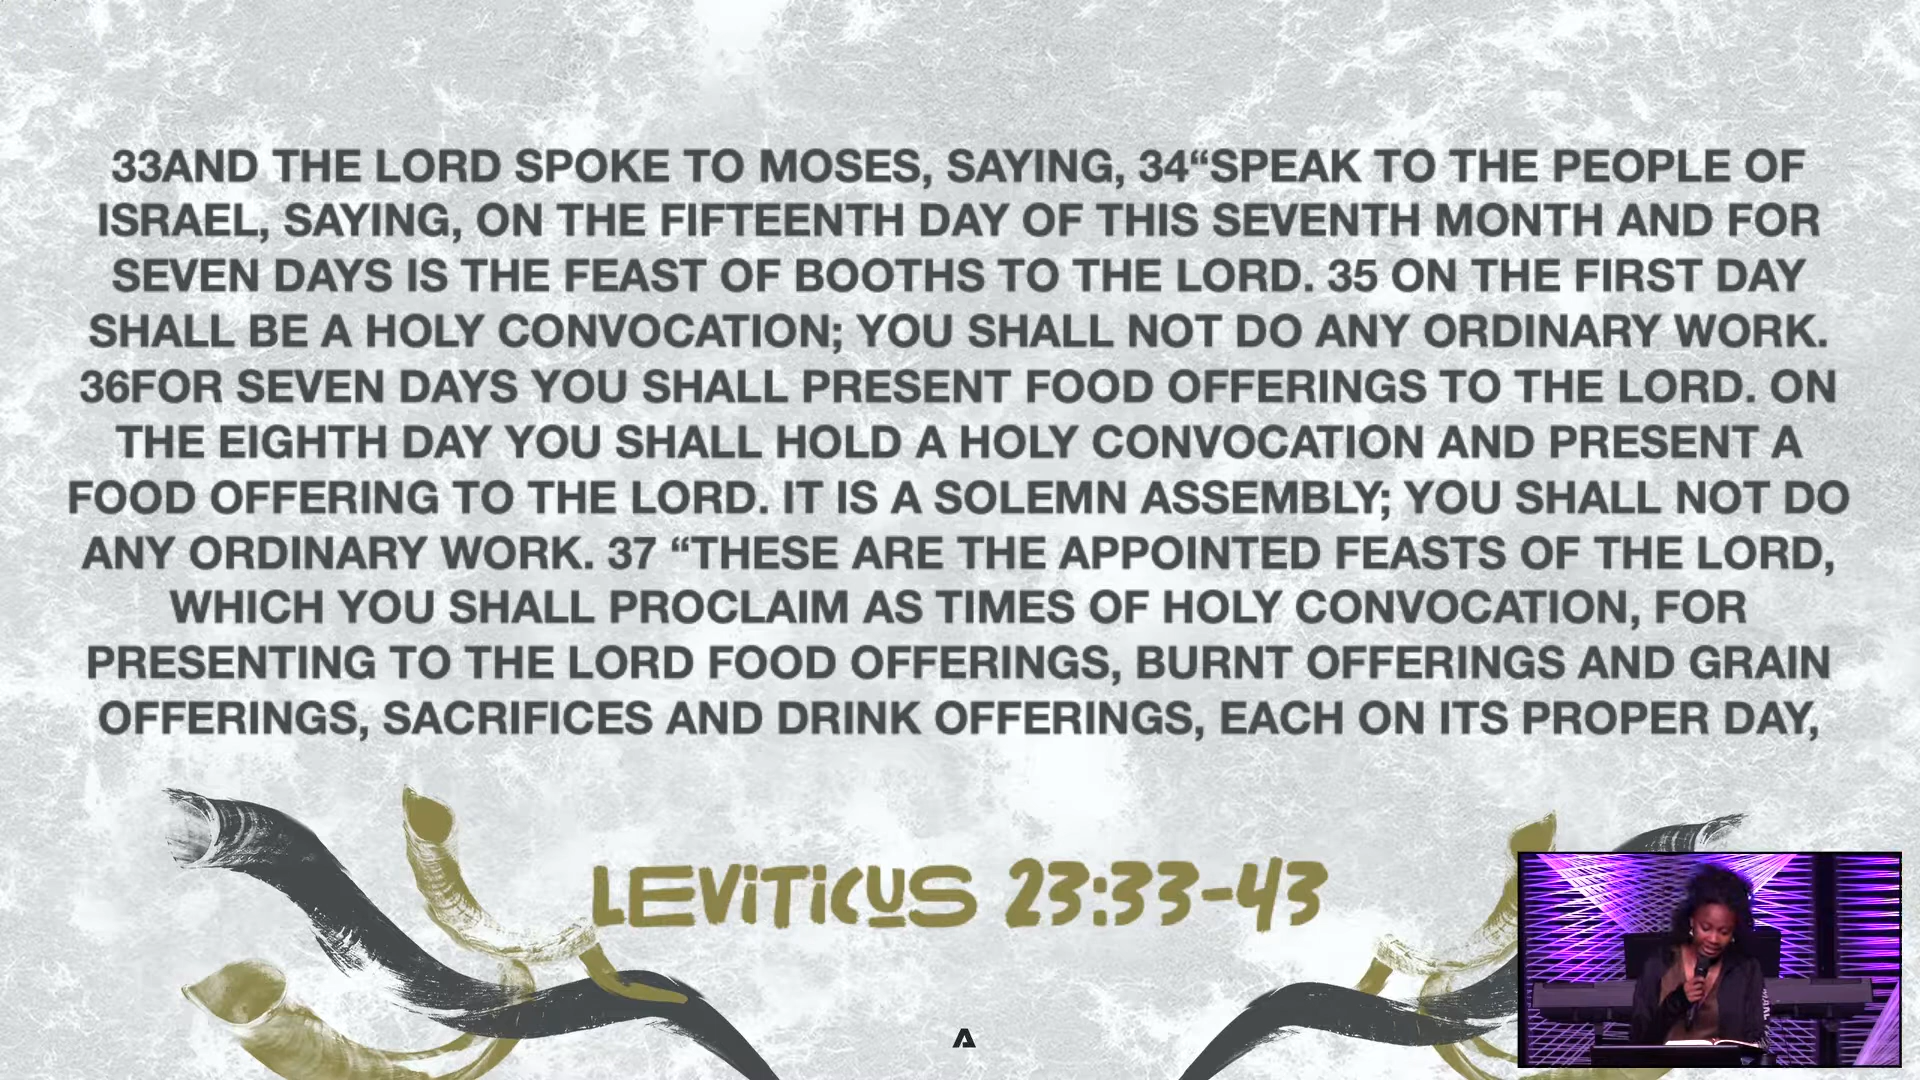 33AND THE LORD SPOKE TO MOSES, SAYING, 34“SPEAK TO THE PEOPLE OF
ISRAEL, SAYING, ON THE FIFTEENTH DAY OF THIS SEVENTH MONTH AND FOR
SEVEN DAYS IS THE FEAST OF BOOTHS TO THE LORD. 35 ON THE FIRST DAY
SHALL BE A HOLY CONVOCATION; YOU SHALL NOT DO ANY ORDINARY WORK.
36FOR SEVEN DAYS YOU SHALL PRESENT FOOD OFFERINGS TO THE LORD. ON
THE EIGHTH DAY YOU SHALL HOLD A HOLY CONVOCATION AND PRESENT A
FOOD OFFERING TO THE LORD. IT IS A SOLEMN ASSEMBLY; YOU SHALL NOT DO
ANY ORDINARY WORK. 37 “THESE ARE THE APPOINTED FEASTS OF THE LORD,
WHICH YOU SHALL PROCLAIM AS TIMES OF HOLY CONVOCATION, FOR
PRESENTING TO THE LORD FOOD OFFERINGS, BURNT OFFERINGS AND GRAIN
OFFERINGS, SACRIFICES AND DRINK OFFERINGS, EACH ON ITS PROPER DAY,
LEViTiCUS 23:33-43